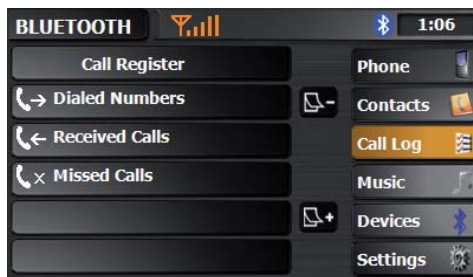 BLUETOOTH 1:06
Call Register
Dialed Numbers
Received Calls
Missed Calls
Phone
Contacts
Call Log
Music
Devices
Settings